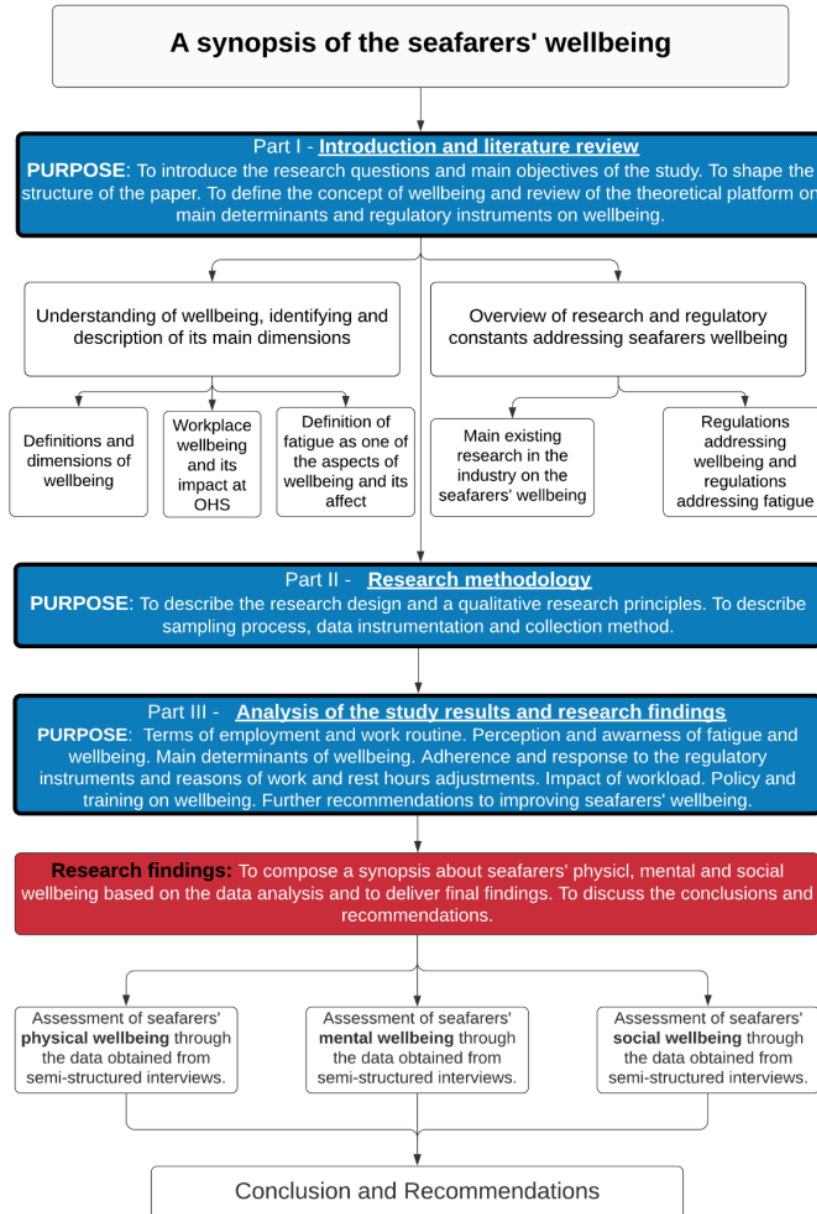 A synopsis of the seafarers' wellbeing
Part I - Introduction and literature review
PURPOSE: To introduce the research questions and main objectives of the study. To shape the
structure of the paper. To define the concept of wellbeing and review of the theoretical platform on
main determinants and regulatory instruments on wellbeing.
Understanding of wellbeing, identifying and
description of its main dimensions
Overview of research and regulatory
constants addressing seafarers wellbeing
Definitions and
dimensions of
wellbeing
Workplace
wellbeing
and its
impact at
OHS
Definition of
fatigue as one of
the aspects of
wellbeing and its
affect
Main existing
research in the
industry on the
seafarers' wellbeing
Regulations
addressing
wellbeing and
regulations
addressing fatigue
Part II - Research methodology
PURPOSE: To describe the research design and a qualitative research principles. To describe
sampling process, data instrumentation and collection method.
Part III - Analysis of the study results and research findings
PURPOSE: Terms of employment and work routine. Perception and awarness of fatigue and
wellbeing. Main determinants of wellbeing. Adherence and response to the regulatory
instruments and reasons of work and rest hours adjustments. Impact of workload. Policy and
training on wellbeing. Further recommendations to improving seafarers' wellbeing.
Research findings: To compose a synopsis about seafarers' physicl, mental and social
wellbeing based on the data analysis and to deliver final findings. To discuss the conclusions and
recommendations.
Assessment of seafarers'
physical wellbeing through
the data obtained from
semi-structured interviews.
Assessment of seafarers'
mental wellbeing through
the data obtained from
semi-structured interviews.
Assessment of seafarers'
social wellbeing through
the data obtained from
semi-structured interviews.
Conclusion and Recommendations